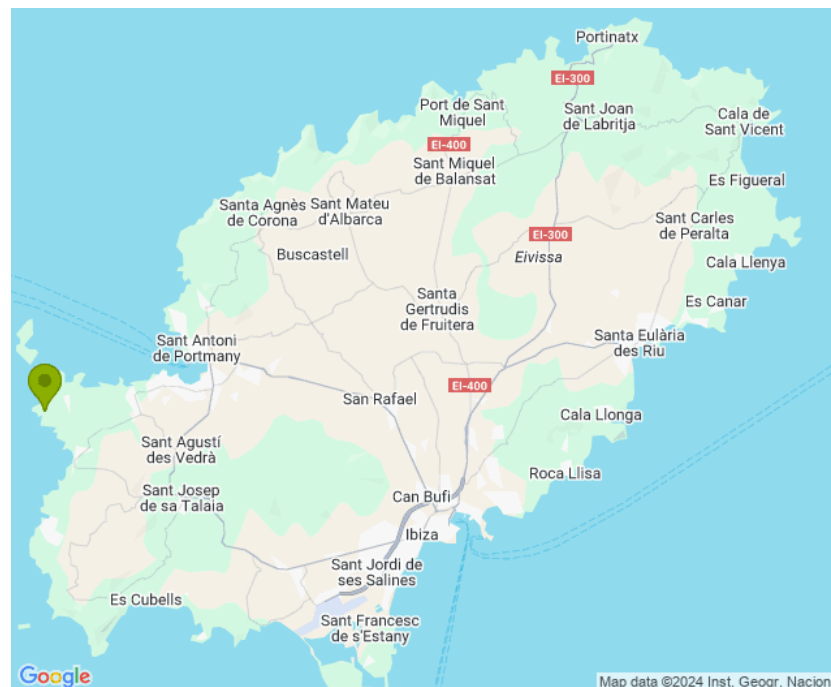 Portinatx
EI-300
Port de Sant
Miquel
Sant Joan
de Labritja
Cala de
Sant Vicent
EI-400
Sant Miquel
de Balansat
Es Figueral
Santa Agnès
de Corona
Sant Mateu
d'Albarca
Sant Carles
de Peralta
EI-300
Buscastell
Eivissa
Cala Llenya
Santa
Gertrudis
de Fruitera
Es Canar
Sant Antoni
de Portmany
Santa Eulària
des Riu
EI-400
San Rafael
Cala Llonga
Sant Agustí
des Vedrà
Roca Llisa
Sant Josep
de sa Talaia
Can Bufi
Ibiza
Sant Jordi de
ses Salines
Es Cubells
Sant Francesc
de s'Estany
Google
Map data ©2024 Inst. Geogr. Nacion